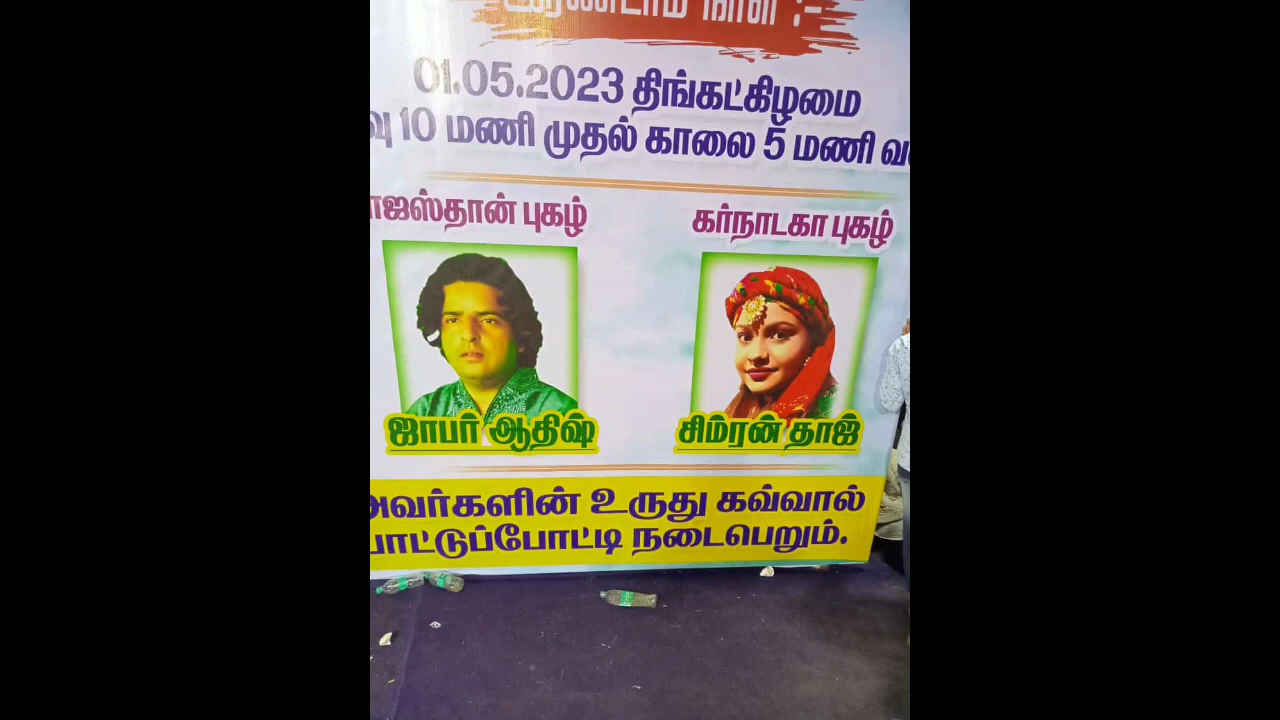 இரண்டாம் நாள் :-
01.05.2023 திங்கட்கிழமை
10 மணி முதல் காலை 5 மணி
புகழ்
கர்நாடகா புகழ்
ஜாபர் ஆதிஷ்
சிம்ரன் தாஜ்
அவர்களின் உருது கவ்வால்
பாட்டுப்போட்டி நடைபெறும்.